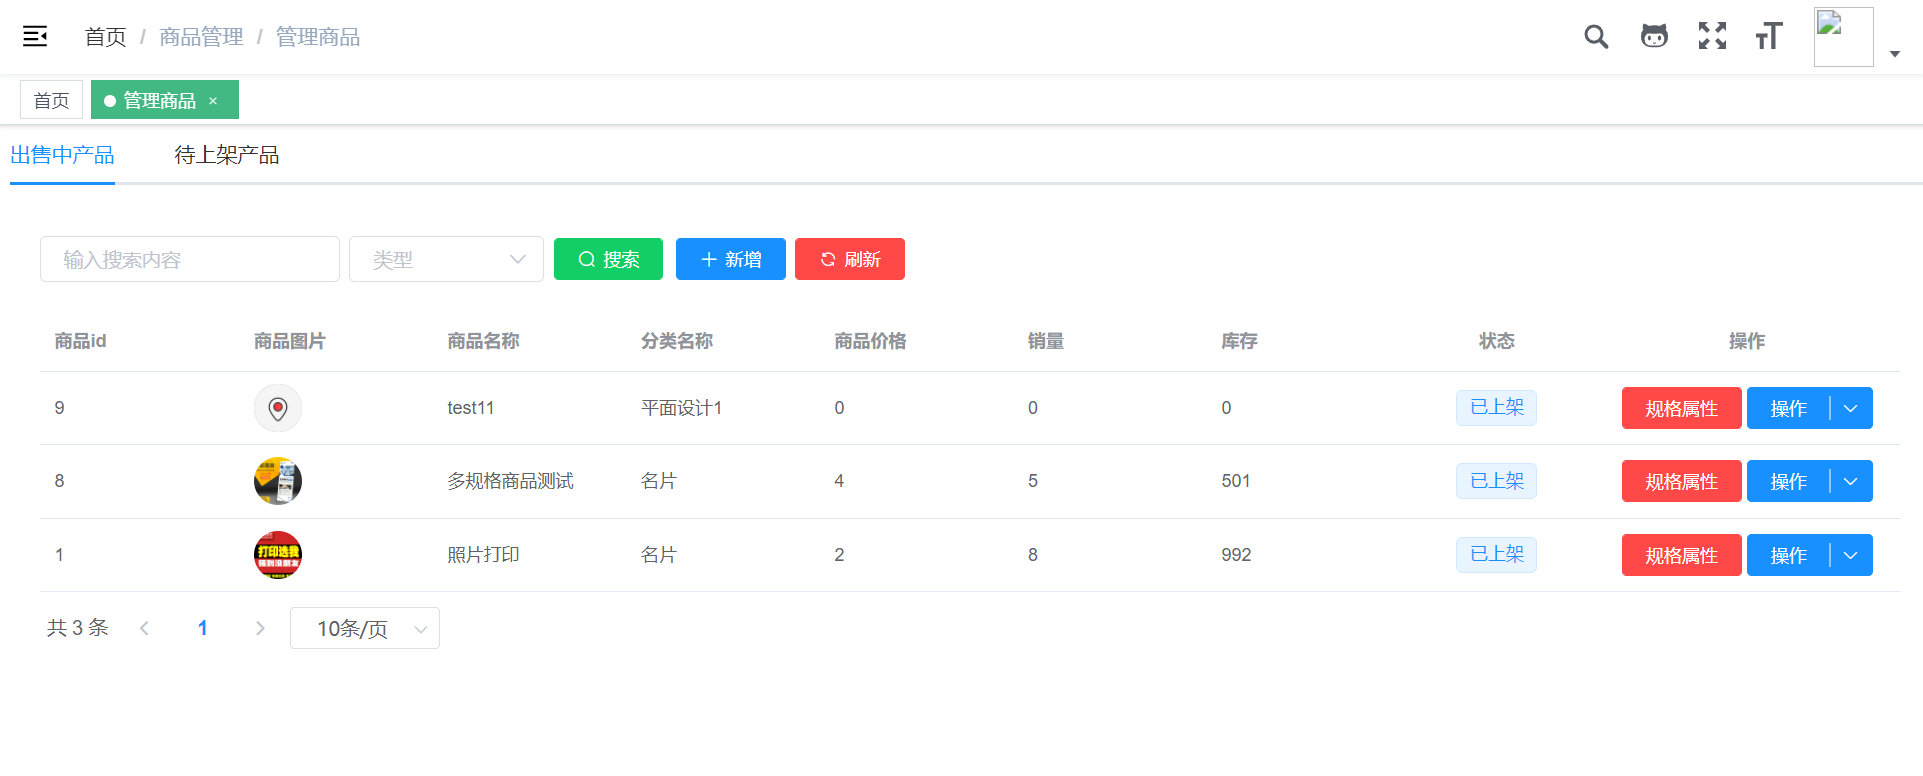 首页 / 商品管理 / 管理商品
首页 管理商品 ×
出售中产品 待上架产品
输入搜索内容 类型 搜索 新增 刷新
商品id 商品图片 商品名称 分类名称 商品价格 销量 库存 状态 操作
9 test11 平面设计1 0 0 0 已上架 规格属性 操作
8 多规格商品测试 名片 4 5 501 已上架 规格属性 操作
1 打印选我 照片打印 名片 2 8 992 已上架 规格属性 操作
共 3 条 1 10条/页